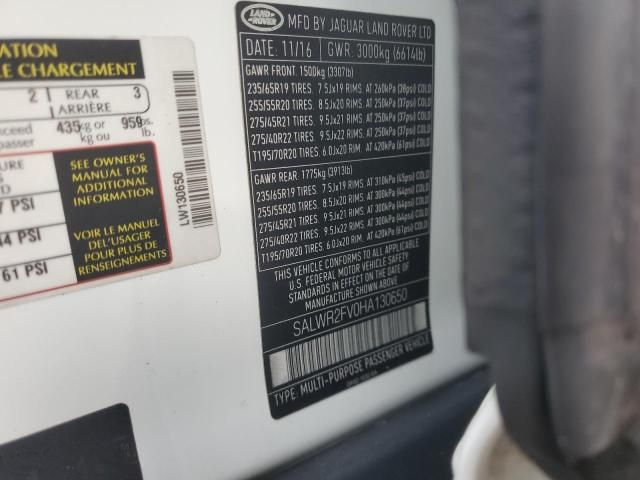 ATION
LE CHARGEMENT
2 REAR 3
ARRIÈRE
xceed 435kg or 959lbs.
passer kg ou lb.
SEE OWNER'S
MANUAL FOR
ADDITIONAL
INFORMATION
7 PSI
44 PSI
61 PSI
VOIR LE MANUEL
DE L'USAGER
POUR PLUS DE
RENSEIGNEMENTS
LW130650
LAND
ROVER
MFD BY JAGUAR LAND ROVER LTD
DATE: 11/16 GWR: 3000kg (6614lb)
GAWR FRONT: 1500kg (3307lb)
235/65R19 TIRES. 7.5Jx19 RIMS. AT 260kPa (38psi) COLD
255/55R20 TIRES. 8.5Jx20 RIMS. AT 250kPa (37psi) COLD
275/45R21 TIRES. 9.5Jx21 RIMS. AT 250kPa (37psi) COLD
275/40R22 TIRES. 9.5Jx22 RIMS. AT 250kPa (37psi) COLD
T195/70R20 TIRES. 6.0Jx20 RIM. AT 420kPa (61psi) COLD
GAWR REAR: 1775kg (3913lb)
235/65R19 TIRES. 7.5Jx19 RIMS. AT 310kPa (45psi) COLD
255/55R20 TIRES. 8.5Jx20 RIMS. AT 300kPa (44psi) COLD
275/45R21 TIRES. 9.5Jx21 RIMS. AT 300kPa (44psi) COLD
275/40R22 TIRES. 9.5Jx22 RIMS. AT 300kPa (44psi) COLD
T195/70R20 TIRES. 6.0Jx20 RIM. AT 420kPa (61psi) COLD
THIS VEHICLE CONFORMS TO ALL APPLICABLE
U.S. FEDERAL MOTOR VEHICLE SAFETY
STANDARDS IN EFFECT ON THE DATE OF
MANUFACTURE SHOWN ABOVE.
SALWR2FV0HA130650
TYPE: MULTI-PURPOSE PASSENGER VEHICLE